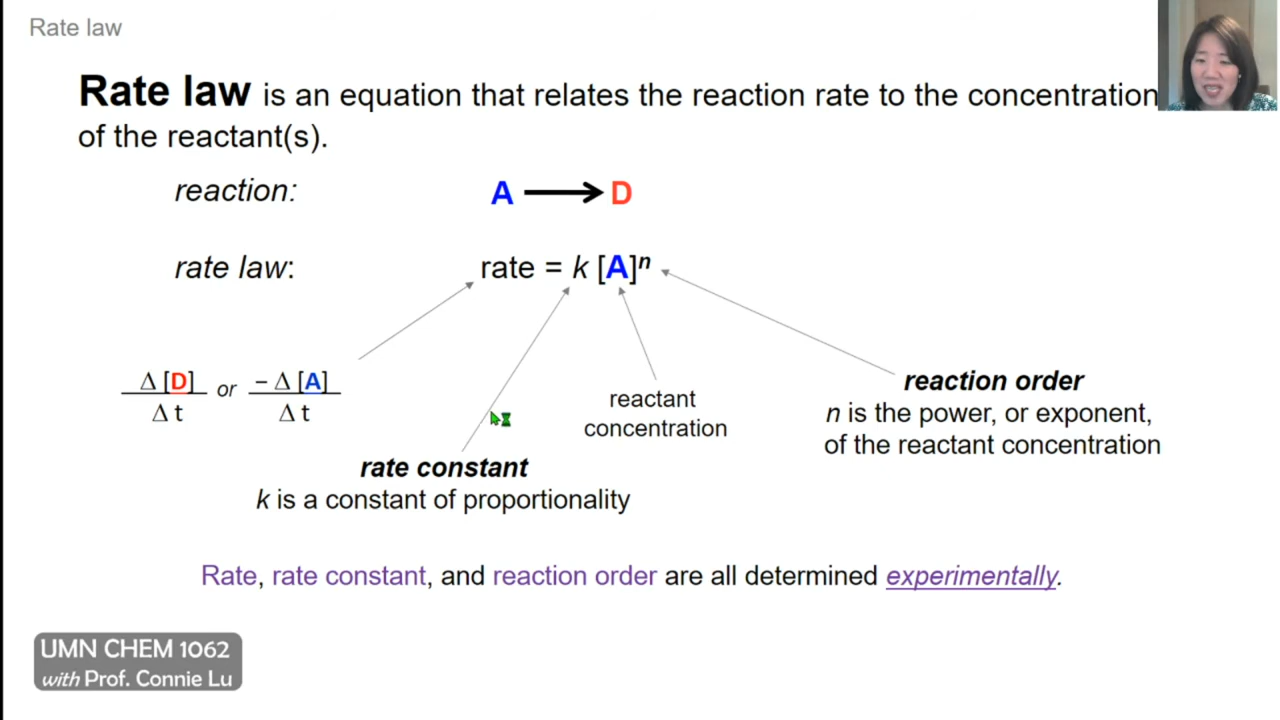 Rate law
Rate law is an equation that relates the reaction rate to the concentration
of the reactant(s).
reaction: A ⟶ D
rate law: rate = k [A]ⁿ
Δ [D] or − Δ [A]
Δ t Δ t
rate constant
k is a constant of proportionality
reactant
concentration
reaction order
n is the power, or exponent,
of the reactant concentration
Rate, rate constant, and reaction order are all determined experimentally.
UMN CHEM 1062
with Prof. Connie Lu